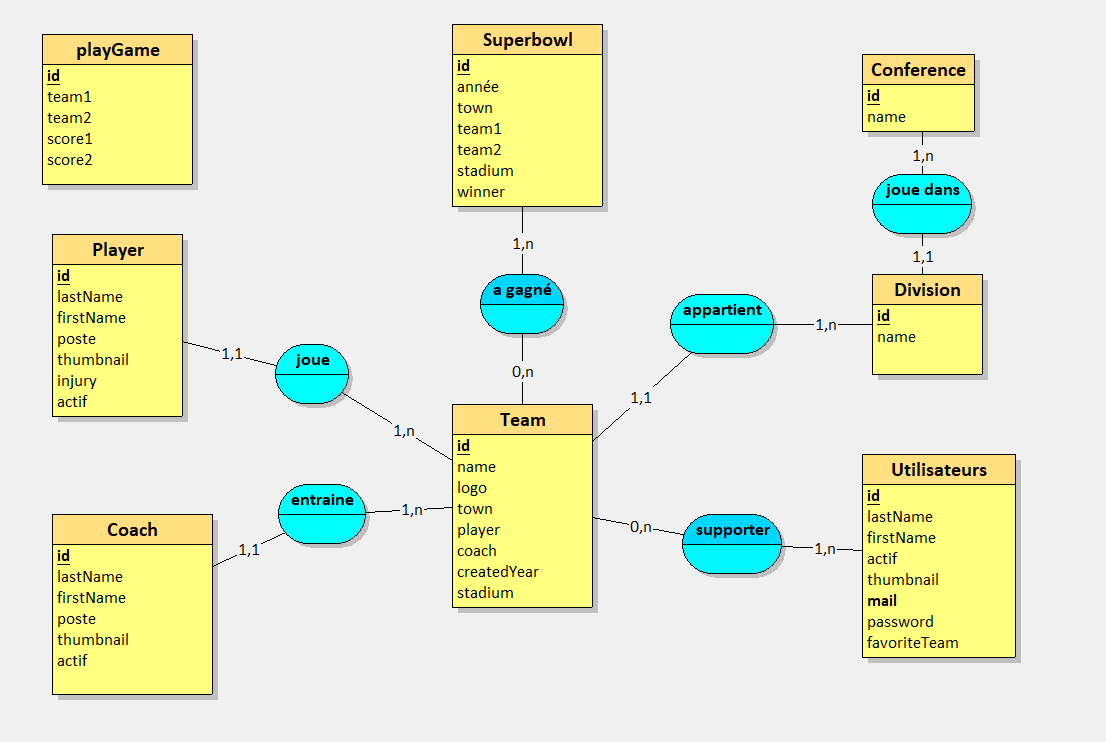 playGame
id
team1
team2
score1
score2
Superbowl
id
année
town
team1
team2
stadium
winner
Conference
id
name
1,n
joue dans
1,1
Player
id
lastName
firstName
poste
thumbnail
injury
actif
1,1
joue
1,n
1,n
a gagné
0,n
appartient
1,n
1,1
Division
id
name
Team
id
name
logo
town
player
coach
createdYear
stadium
Coach
id
lastName
firstName
poste
thumbnail
actif
1,1
entraine
1,n
0,n
supporter
1,n
Utilisateurs
id
lastName
firstName
actif
thumbnail
mail
password
favoriteTeam